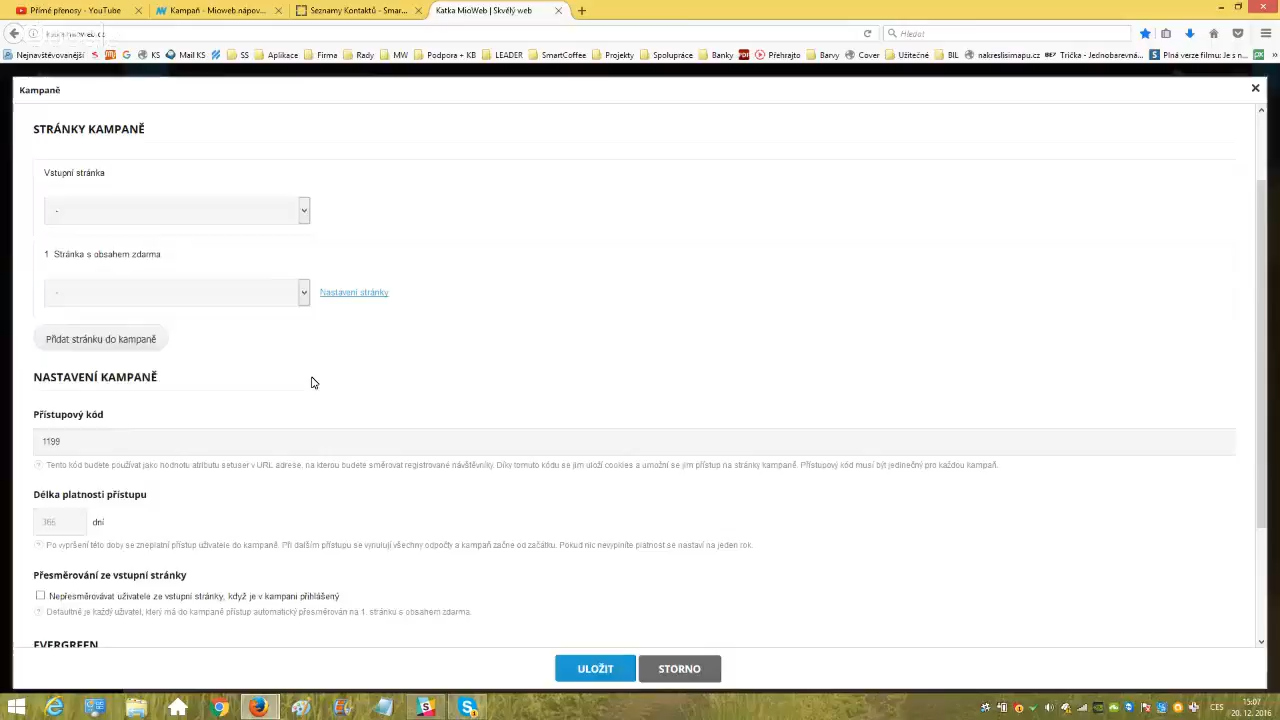 Přímé přenosy - YouTube
Kampaň - Mioweb nápov...
Seznamy Kontaktů - Smar...
Katka MioWeb | Skvělý web
Hledat
Nejnavštěvovanější
KS
Mail KS
SS
Aplikace
Firma
Rady
MW
Podpora - KB
LEADER
SmartCoffee
Projekty
Spolupráce
Banky
Přehrajto
Barvy
Cover
Užitečné
BIL
nakreslisimapu.cz
Trička - Jednobarevná...
Plná verze filmu: Je s n...
Kampaně
STRÁNKY KAMPANĚ
Vstupní stránka
-
1 Stránka s obsahem zdarma
-
Nastavení stránky
Přidat stránku do kampaně
NASTAVENÍ KAMPANĚ
Přístupový kód
1199
Tento kód budete používat jako hodnotu atributu setuser v URL adrese, na kterou budete směrovat registrované návštěvníky. Díky tomuto kódu se jim uloží cookies a umožní se jim přístup na stránky kampaně. Přístupový kód musí být jedinečný pro každou kampaň.
Délka platnosti přístupu
365 dní
Po vypršení této doby se zneplatní přístup uživatele do kampaně. Při dalším přístupu se vynulují všechny odpočty a kampaň začne od začátku. Pokud nic nevyplníte platnost se nastaví na jeden rok.
Přesměrování ze vstupní stránky
Nepřesměrovávat uživatele ze vstupní stránky, když je v kampani přihlášený
Defaultně je každý uživatel, který má do kampaně přístup automatický přesměrován na 1. stránku s obsahem zdarma.
EVERGREEN
ULOŽIT
STORNO
CES
15:07
20. 12. 2016